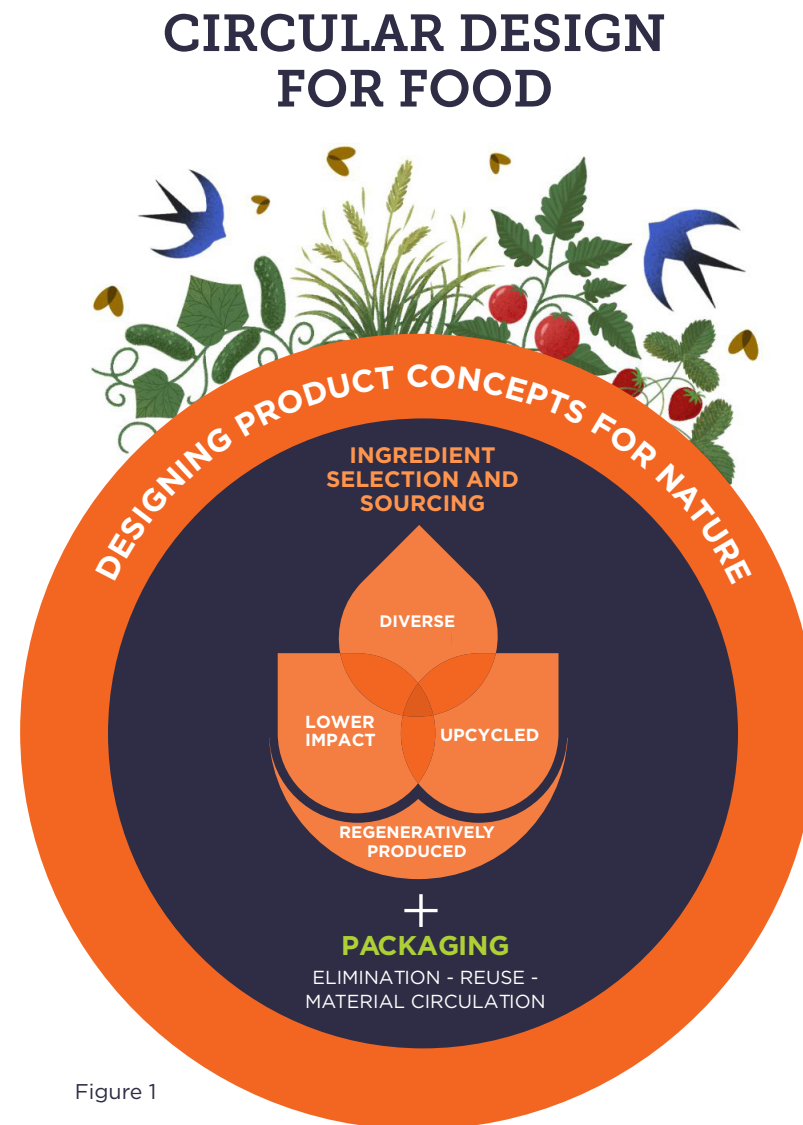 CIRCULAR DESIGN
FOR FOOD
DESIGNING PRODUCT CONCEPTS FOR NATURE
INGREDIENT
SELECTION AND
SOURCING
DIVERSE
LOWER
IMPACT
UPCYCLED
REGENERATIVELY
PRODUCED
+
PACKAGING
ELIMINATION - REUSE -
MATERIAL CIRCULATION
Figure 1